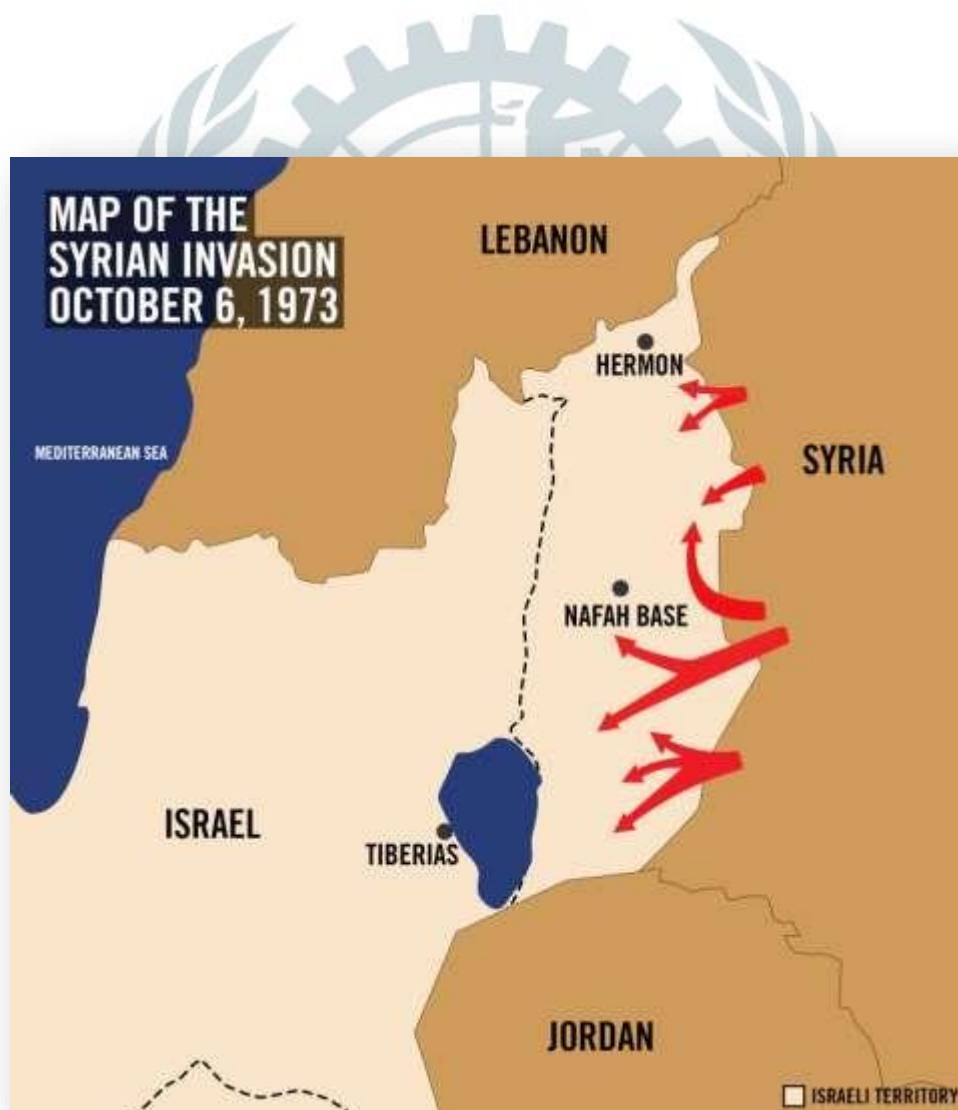 MAP OF THE
SYRIAN INVASION
OCTOBER 6, 1973
LEBANON
HERMON
MEDITERRANEAN SEA
SYRIA
NAFAH BASE
ISRAEL
TIBERIAS
JORDAN
ISRAELI TERRITORY